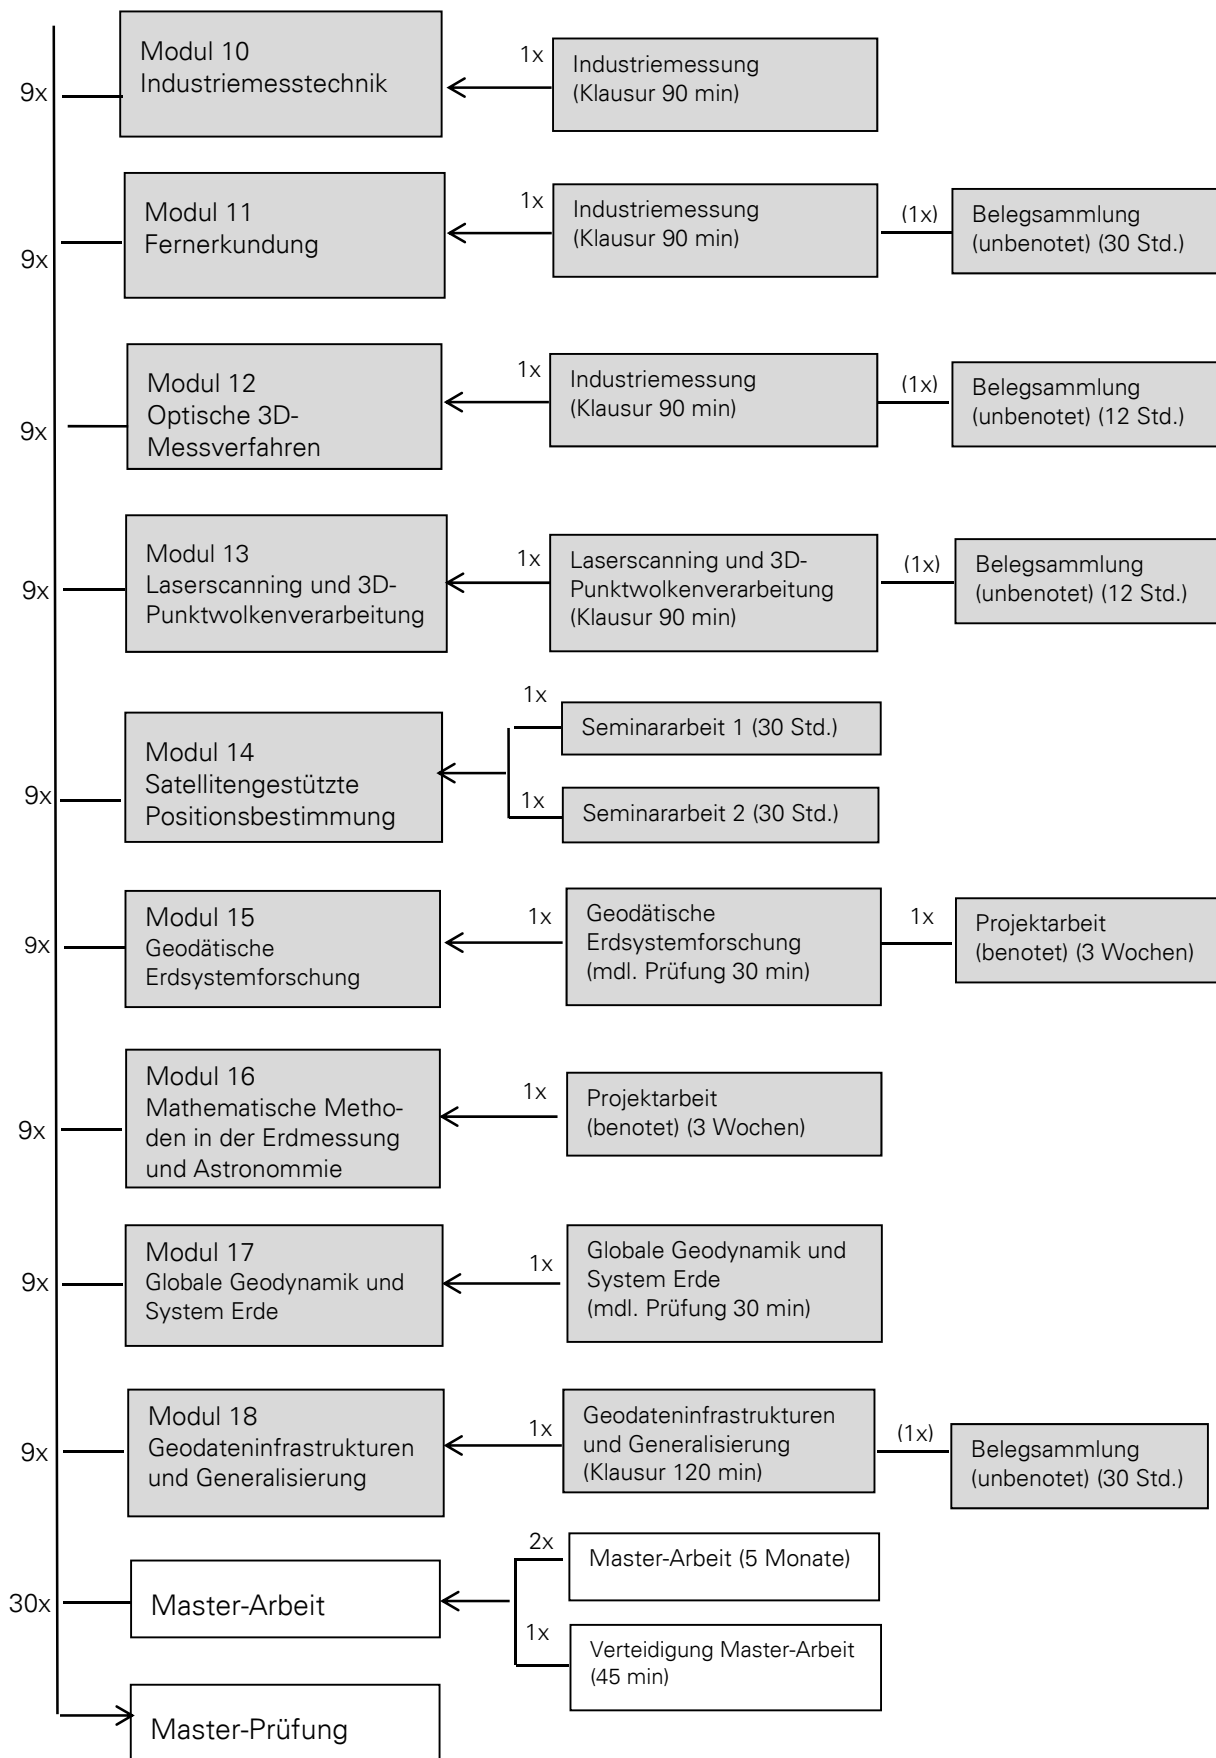 9x
Modul 10
Industriemesstechnik
1x
Industriemessung
(Klausur 90 min)
9x
Modul 11
Fernerkundung
1x
Industriemessung
(Klausur 90 min)
(1x)
Belegsammlung
(unbenotet) (30 Std.)
9x
Modul 12
Optische 3D-
Messverfahren
1x
Industriemessung
(Klausur 90 min)
(1x)
Belegsammlung
(unbenotet) (12 Std.)
9x
Modul 13
Laserscanning und 3D-
Punktwolkenverarbeitung
1x
Laserscanning und 3D-
Punktwolkenverarbeitung
(Klausur 90 min)
(1x)
Belegsammlung
(unbenotet) (12 Std.)
9x
Modul 14
Satellitengestützte
Positionsbestimmung
1x
Seminararbeit 1 (30 Std.)
1x
Seminararbeit 2 (30 Std.)
9x
Modul 15
Geodätische
Erdsystemforschung
1x
Geodätische
Erdsystemforschung
(mdl. Prüfung 30 min)
1x
Projektarbeit
(benotet) (3 Wochen)
9x
Modul 16
Mathematische Metho-
den in der Erdmessung
und Astronommie
1x
Projektarbeit
(benotet) (3 Wochen)
9x
Modul 17
Globale Geodynamik und
System Erde
1x
Globale Geodynamik und
System Erde
(mdl. Prüfung 30 min)
9x
Modul 18
Geodateninfrastrukturen
und Generalisierung
1x
Geodateninfrastrukturen
und Generalisierung
(Klausur 120 min)
(1x)
Belegsammlung
(unbenotet) (30 Std.)
30x
Master-Arbeit
2x
Master-Arbeit (5 Monate)
1x
Verteidigung Master-Arbeit
(45 min)
Master-Prüfung